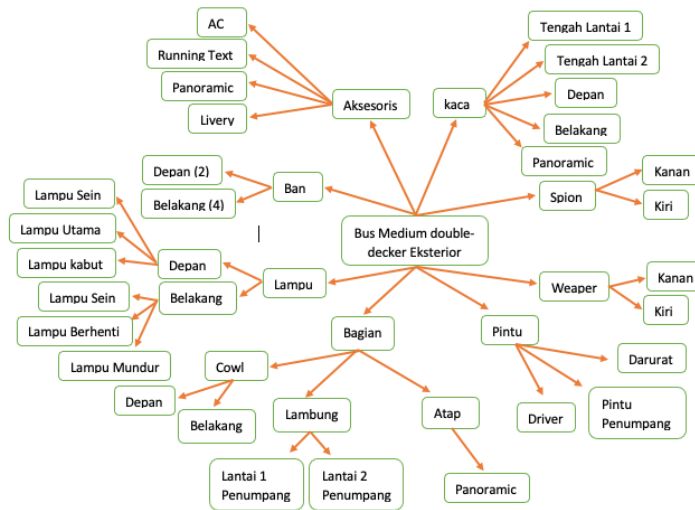 AC
Running Text
Panoramic
Livery
Aksesoris
kaca
Tengah Lantai 1
Tengah Lantai 2
Depan
Belakang
Panoramic
Depan (2)
Belakang (4)
Ban
Spion
Kanan
Kiri
Bus Medium double-
decker Eksterior
Lampu Sein
Lampu Utama
Lampu kabut
Depan
Lampu Sein
Lampu Berhenti
Lampu Mundur
Belakang
Lampu
Weaper
Kanan
Kiri
Bagian
Pintu
Darurat
Pintu
Penumpang
Driver
Cowl
Depan
Belakang
Lambung
Lantai 1
Penumpang
Lantai 2
Penumpang
Atap
Panoramic